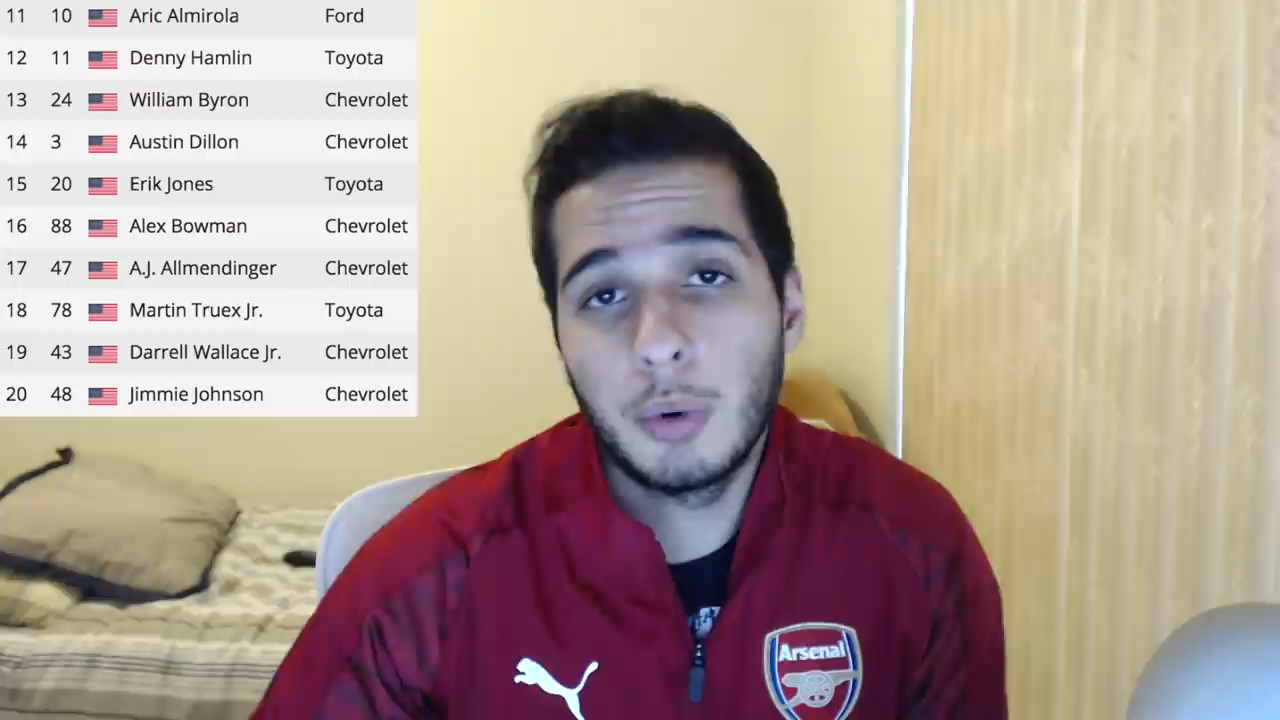 11 10 Aric Almirola Ford
12 11 Denny Hamlin Toyota
13 24 William Byron Chevrolet
14 3 Austin Dillon Chevrolet
15 20 Erik Jones Toyota
16 88 Alex Bowman Chevrolet
17 47 A.J. Allmendinger Chevrolet
18 78 Martin Truex Jr. Toyota
19 43 Darrell Wallace Jr. Chevrolet
20 48 Jimmie Johnson Chevrolet
Arsenal